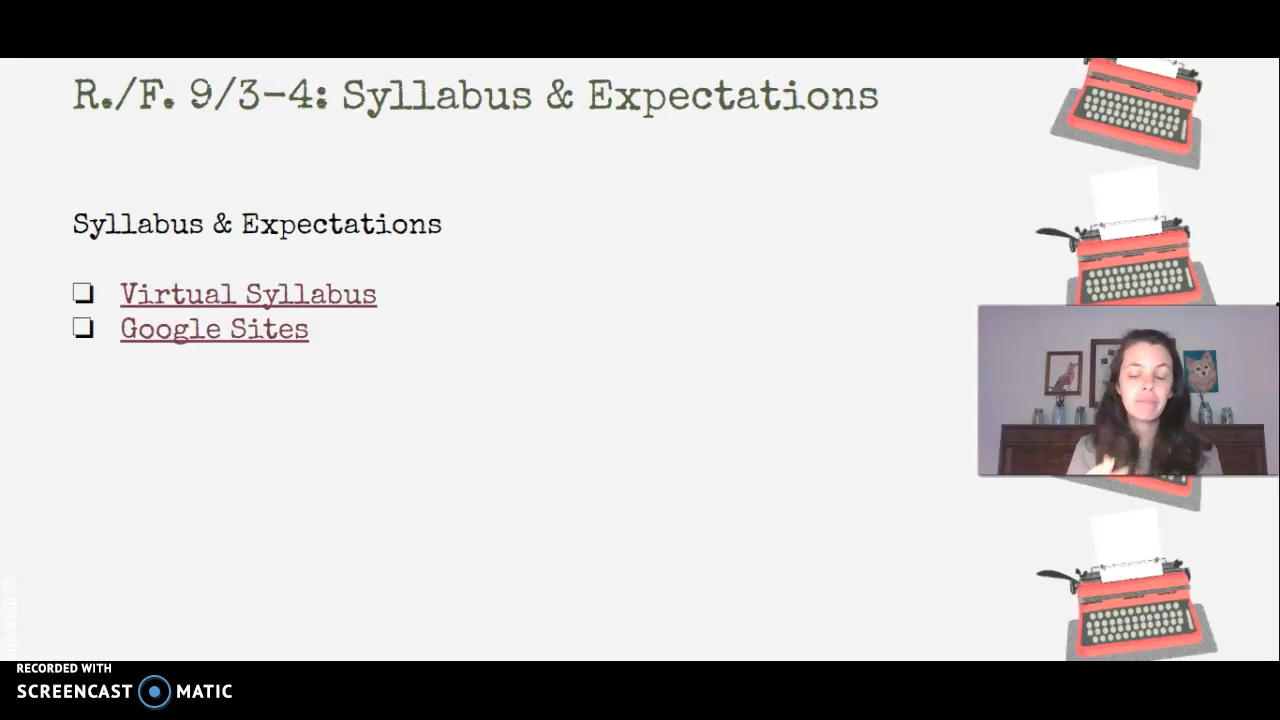 R./F. 9/3-4: Syllabus & Expectations
Syllabus & Expectations
❏ Virtual Syllabus
❏ Google Sites
RECORDED WITH
SCREENCAST MATIC